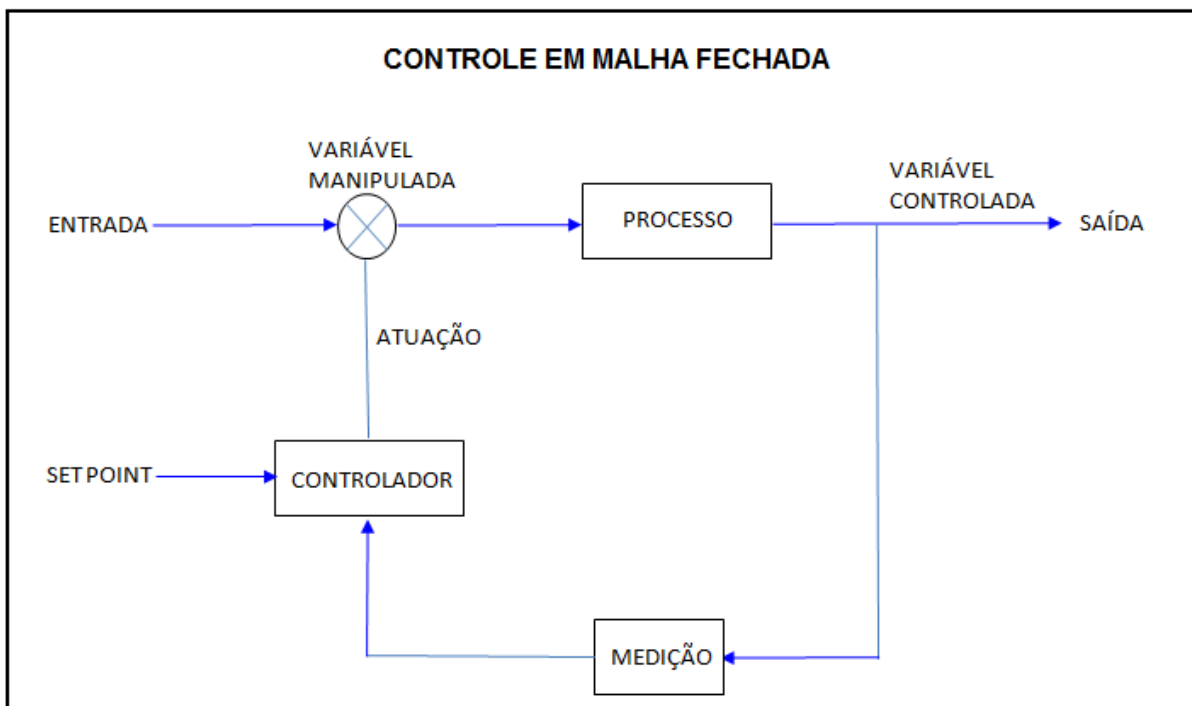 CONTROLE EM MALHA FECHADA
VARIÁVEL
MANIPULADA
VARIÁVEL
CONTROLADA
ENTRADA
PROCESSO
SAÍDA
ATUAÇÃO
SET POINT
CONTROLADOR
MEDIÇÃO